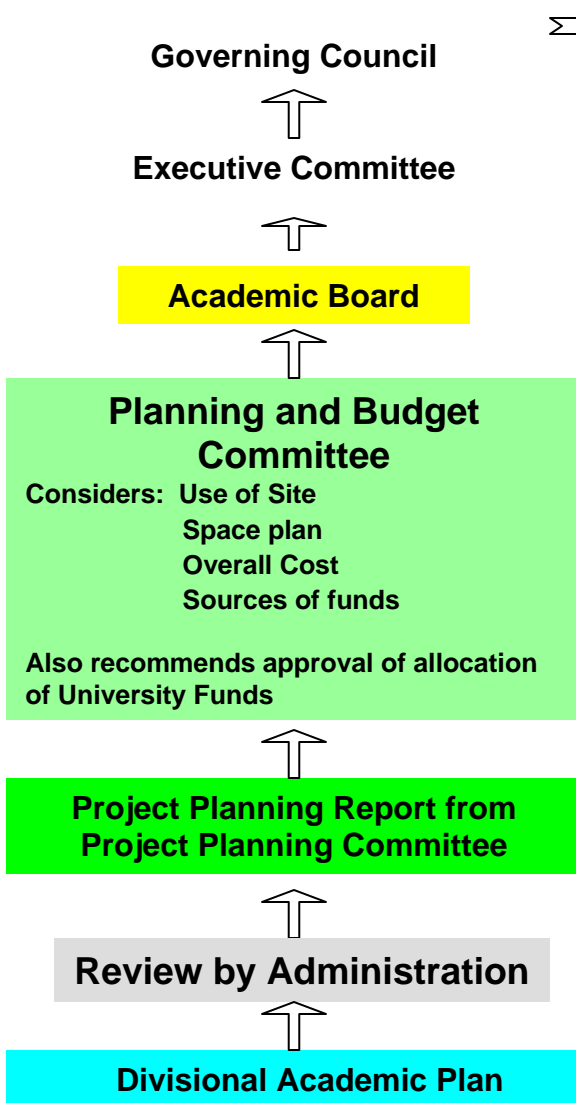 Governing Council
Executive Committee
Academic Board
Planning and Budget
Committee
Considers: Use of Site
Space plan
Overall Cost
Sources of funds
Also recommends approval of allocation
of University Funds
Project Planning Report from
Project Planning Committee
Review by Administration
Divisional Academic Plan